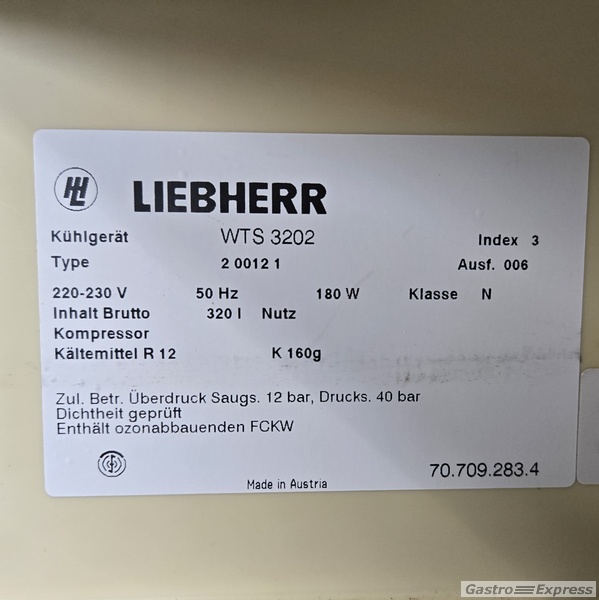 HL LIEBHERR
Kühlgerät WTS 3202 Index 3
Type 2 0012 1 Ausf. 006
220-230 V 50 Hz 180 W Klasse N
Inhalt Brutto 320 l Nutz
Kompressor
Kältemittel R 12 K 160g
Zul. Betr. Überdruck Saugs. 12 bar, Drucks. 40 bar
Dichtheit geprüft
Enthält ozonabbauenden FCKW
70.709.283.4
Made in Austria
Gastro Express